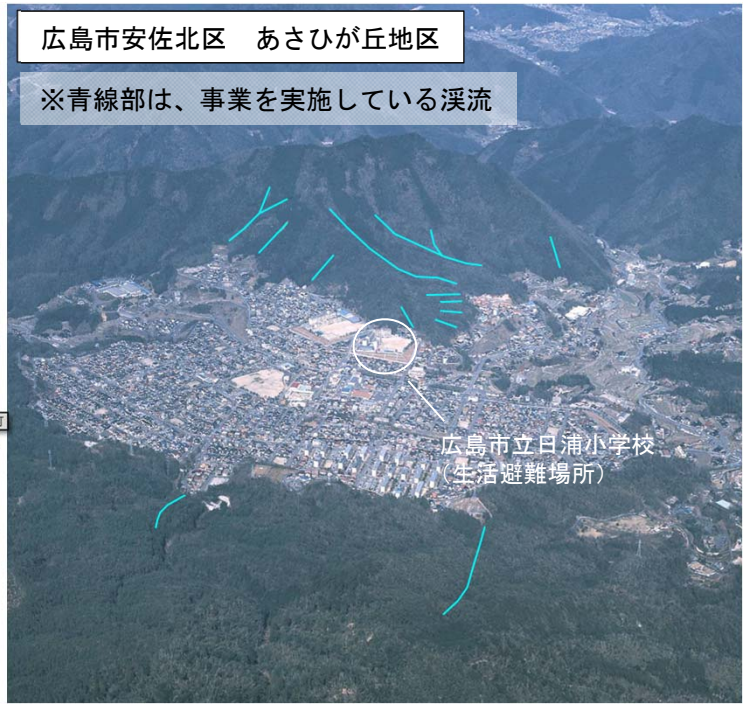 広島市安佐北区　あさひが丘地区
※青線部は、事業を実施している渓流
広島市立日浦小学校
（生活避難場所）